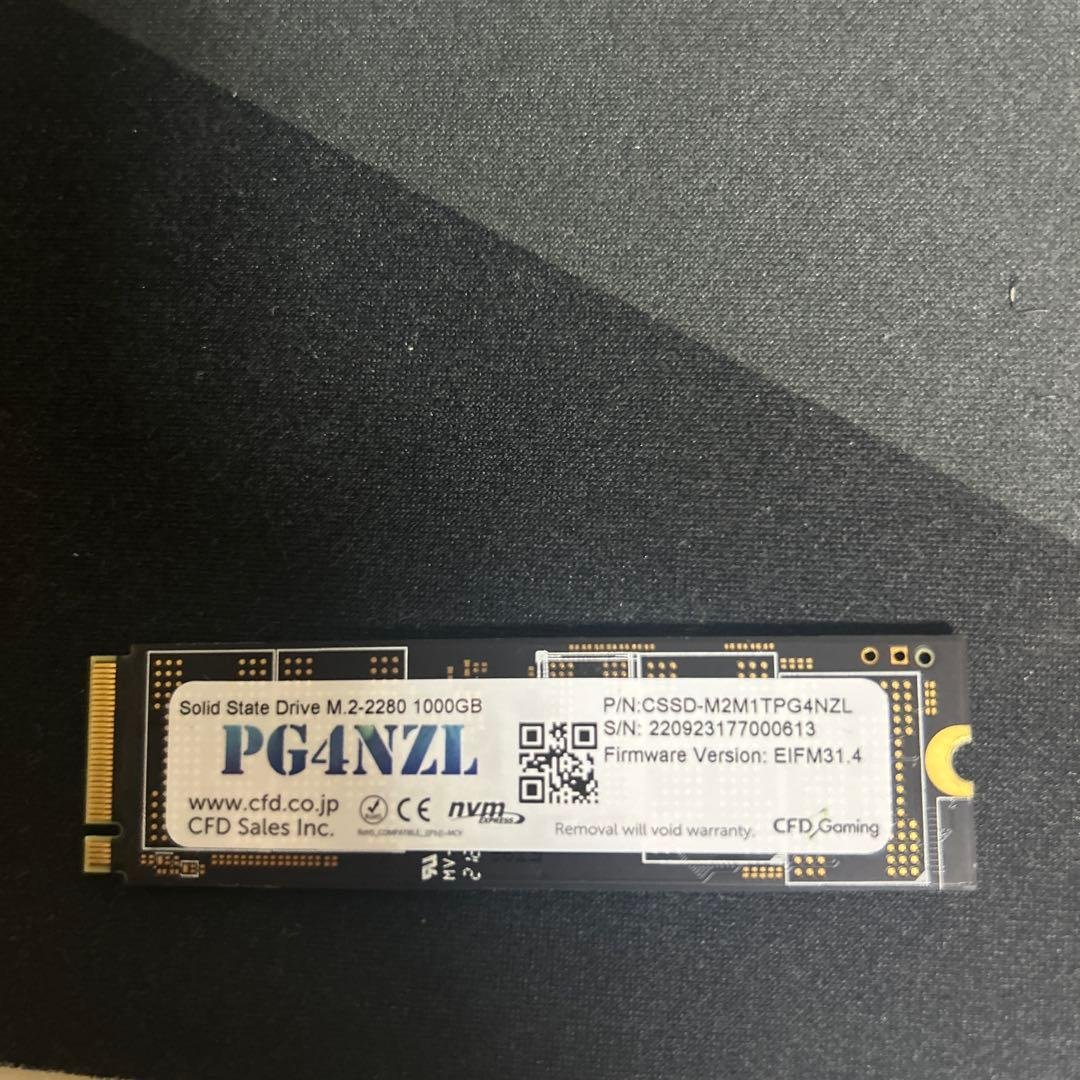 Solid State Drive M.2-2280 1000GB
PG4NZL
www.cfd.co.jp
CFD Sales Inc.
CE
nvm
EXPRESS
P/N:CSSD-M2M1TPG4NZL
S/N: 220923177000613
Firmware Version: EIFM31.4
Removal will void warranty.
CFD Gaming